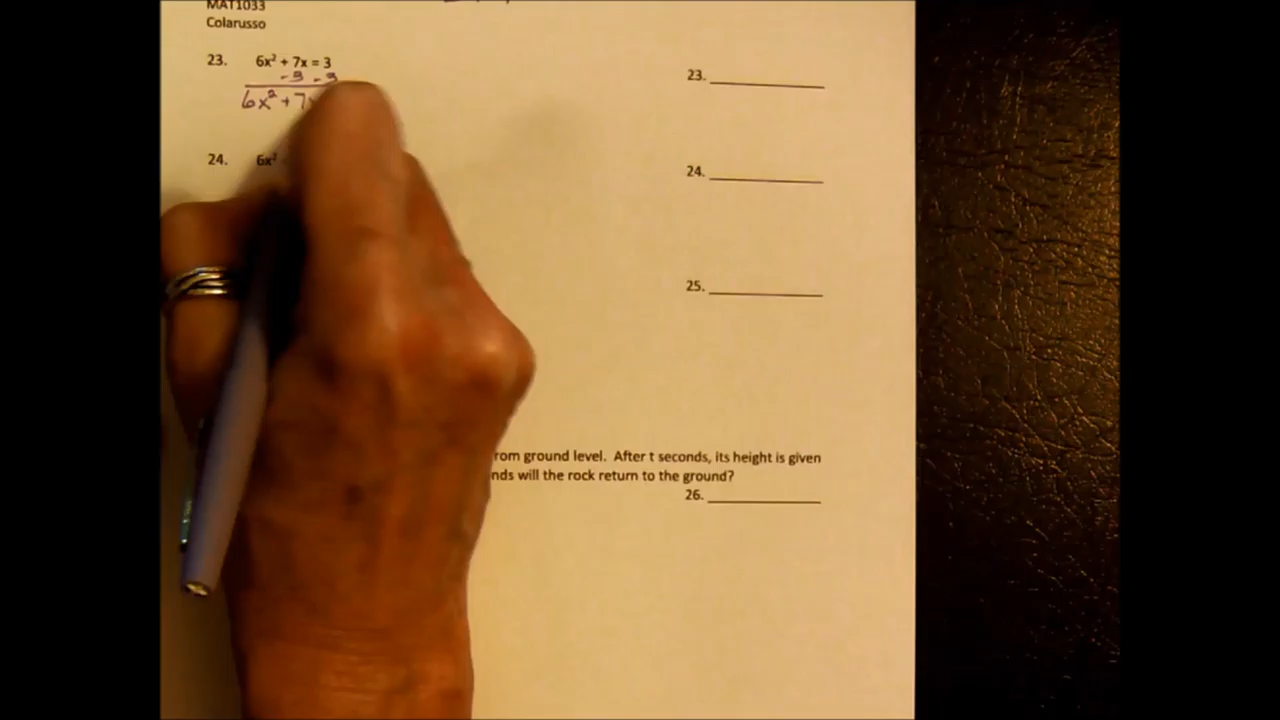 MAT1033
Colarusso
23. 6x² + 7x = 3 23.
-3 -3
6x² + 7x
24. 6x² 24.
25.
rom ground level. After t seconds, its height is given
nds will the rock return to the ground?
26.